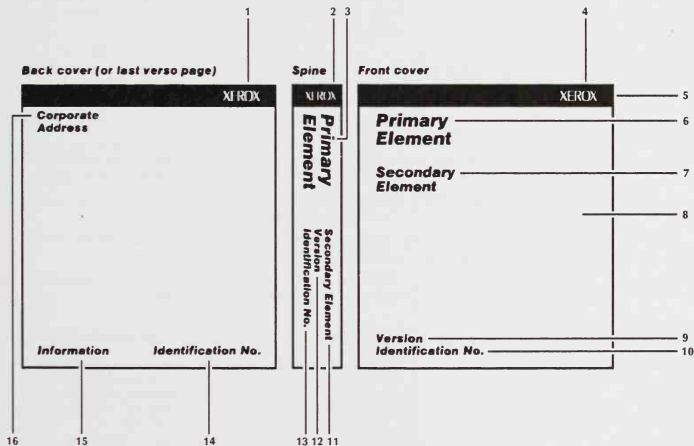 1
2
3
4
Back cover (or last verso page)
Spine
Front cover
XEROX
XEROX
XEROX
5
Corporate
Address
Primary
Element
Primary
Element
6
Secondary
Element
7
8
Secondary Element
Version
Identification No.
Version
9
Identification No.
10
Information
Identification No.
16
15
14
13
12
11